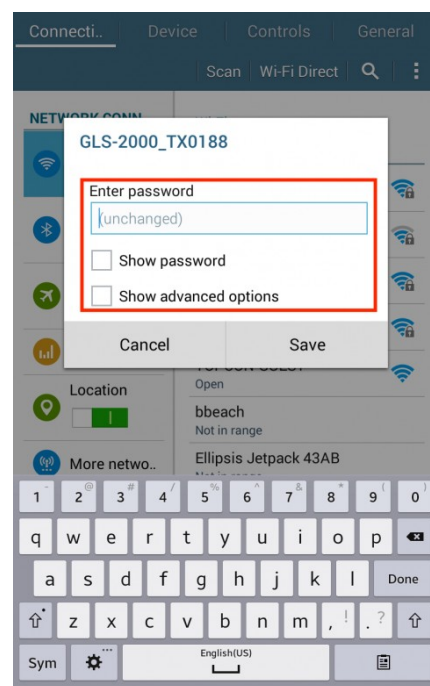 Connecti.. Device Controls General
Scan Wi-Fi Direct
GLS-2000_TX0188
Enter password
(unchanged)
Show password
Show advanced options
Cancel Save
Open
Location
bbeach
Not in range
More netwo.. Ellipsis Jetpack 43AB
1 - 2 @ 3 # 4 / 5 % 6 ^ 7 & 8 * 9 ( 0 )
q w e r t y u i o p
a s d f g h j k l Done
z x c v b n m , ! . ?
Sym ... English(US)